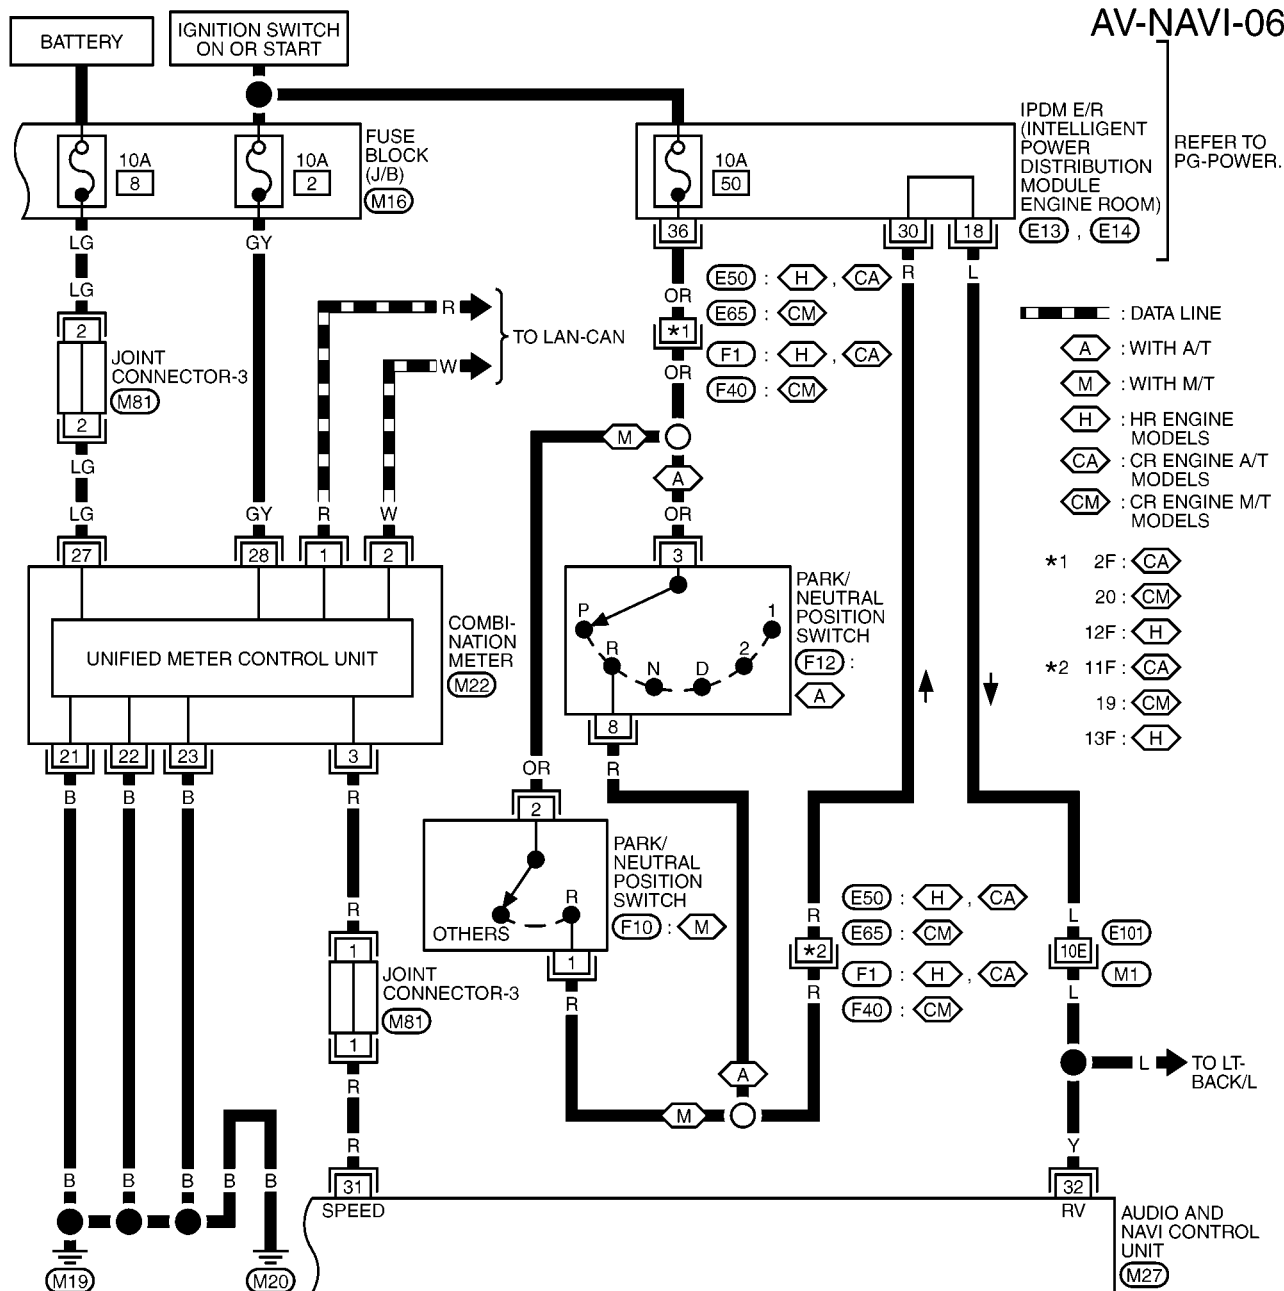 AV-NAVI-06
BATTERY
IGNITION SWITCH
ON OR START
10A
8
10A
2
FUSE
BLOCK
(J/B)
M16
10A
50
IPDM E/R
(INTELLIGENT
POWER
DISTRIBUTION
MODULE
ENGINE ROOM)
E13 , E14
REFER TO
PG-POWER.
36
30
18
LG
GY
OR
R
L
E50 : H , CA
E65 : CM
*1
F1 : H , CA
F40 : CM
OR
LG
2
JOINT
CONNECTOR-3
M81
2
LG
LG
GY
R
W
R
W
TO LAN-CAN
: DATA LINE
A : WITH A/T
M : WITH M/T
H : HR ENGINE
MODELS
CA : CR ENGINE A/T
MODELS
CM : CR ENGINE M/T
MODELS
*1 2F : CA
20 : CM
12F : H
*2 11F : CA
19 : CM
13F : H
M
A
OR
27
28
1
2
UNIFIED METER CONTROL UNIT
COMBI-
NATION
METER
M22
21
22
23
3
3
P
R
N
D
2
1
PARK/
NEUTRAL
POSITION
SWITCH
F12 :
A
8
R
B
B
B
R
OR
2
OTHERS
R
PARK/
NEUTRAL
POSITION
SWITCH
F10 : M
1
R
R
1
JOINT
CONNECTOR-3
M81
1
R
R
R
*2
R
E50 : H , CA
E65 : CM
F1 : H , CA
F40 : CM
L
10E
E101
M1
L
A
M
L
TO LT-
BACK/L
Y
B
B
B
B
B
M19
M20
31
SPEED
32
RV
AUDIO AND
NAVI CONTROL
UNIT
M27